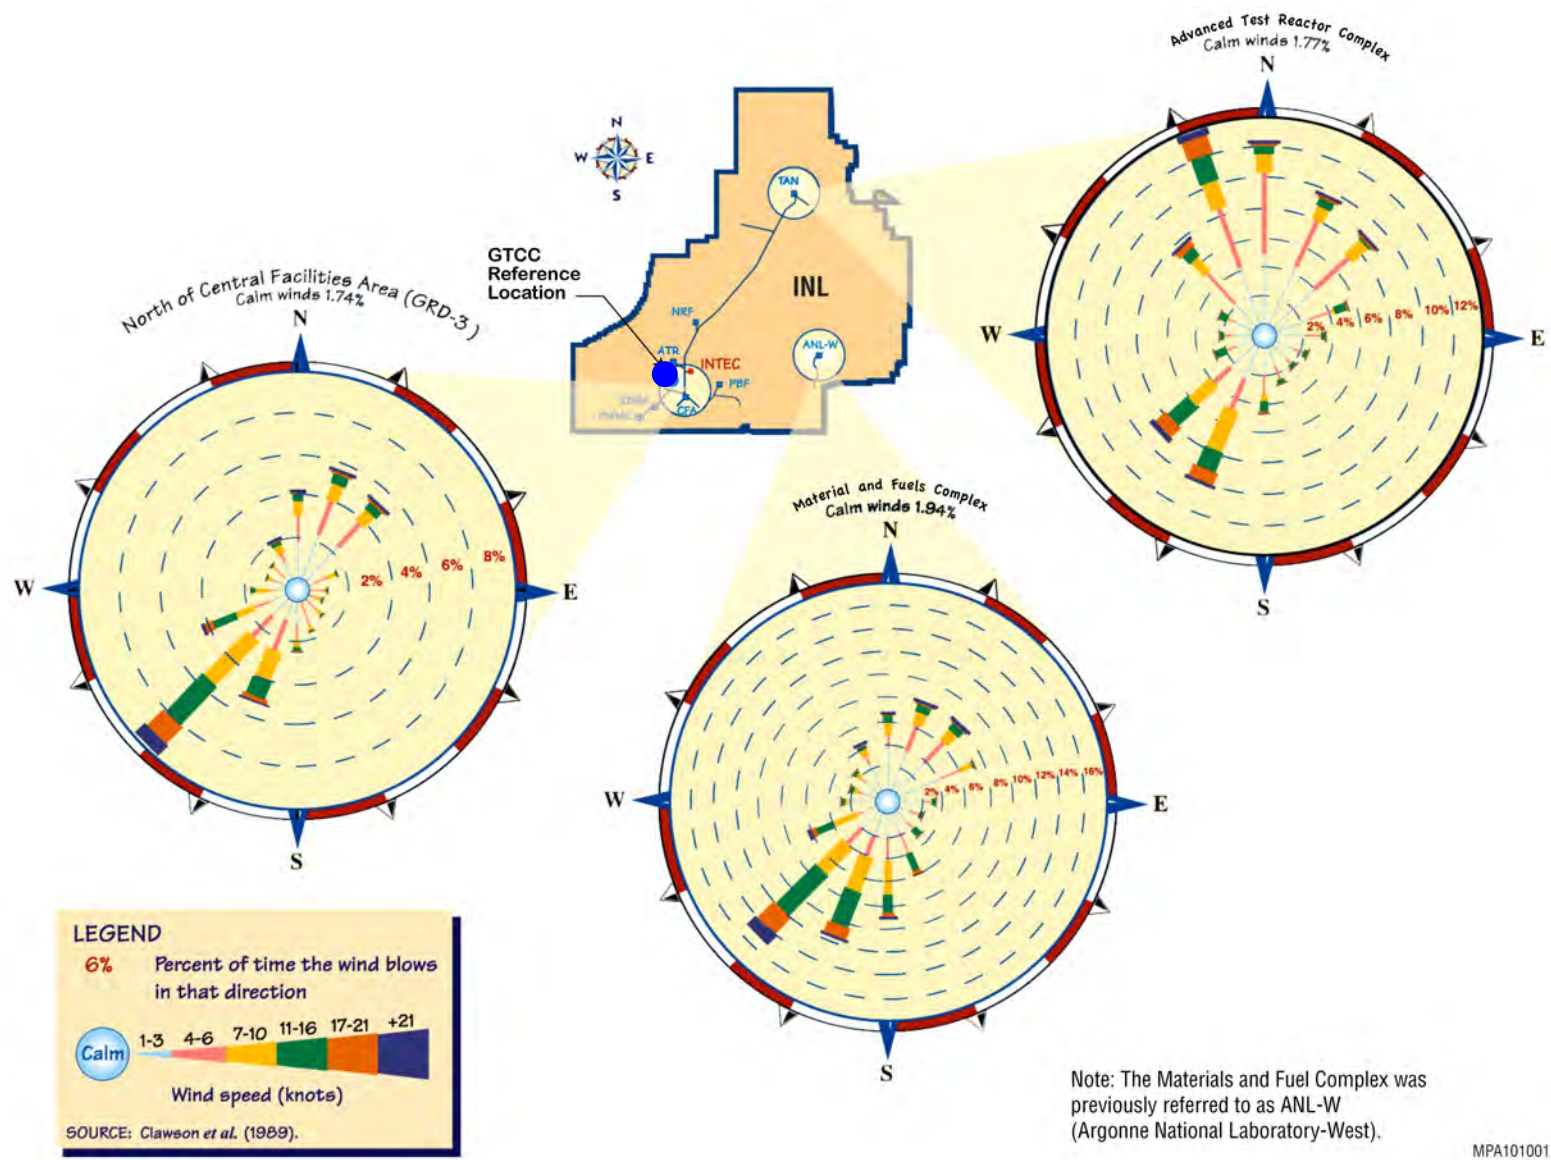 Advanced Test Reactor Complex
Calm winds 1.77%
N
W
E
S
2%
4%
6%
8%
10%
12%
N
W
E
S
TAN
INL
GTCC
Reference
Location
NRF
ATR
INTEC
ANL-W
PBF
CFA
North of Central Facilities Area (GRD-3)
Calm winds 1.74%
N
W
E
S
2%
4%
6%
8%
Material and Fuels Complex
Calm winds 1.94%
N
W
E
S
2%
4%
6%
8%
10%
12%
14%
16%
LEGEND
6% Percent of time the wind blows
in that direction
Calm
1-3 4-6 7-10 11-16 17-21 +21
Wind speed (knots)
SOURCE: Clawson et al. (1989).
Note: The Materials and Fuel Complex was
previously referred to as ANL-W
(Argonne National Laboratory-West).
MPA101001